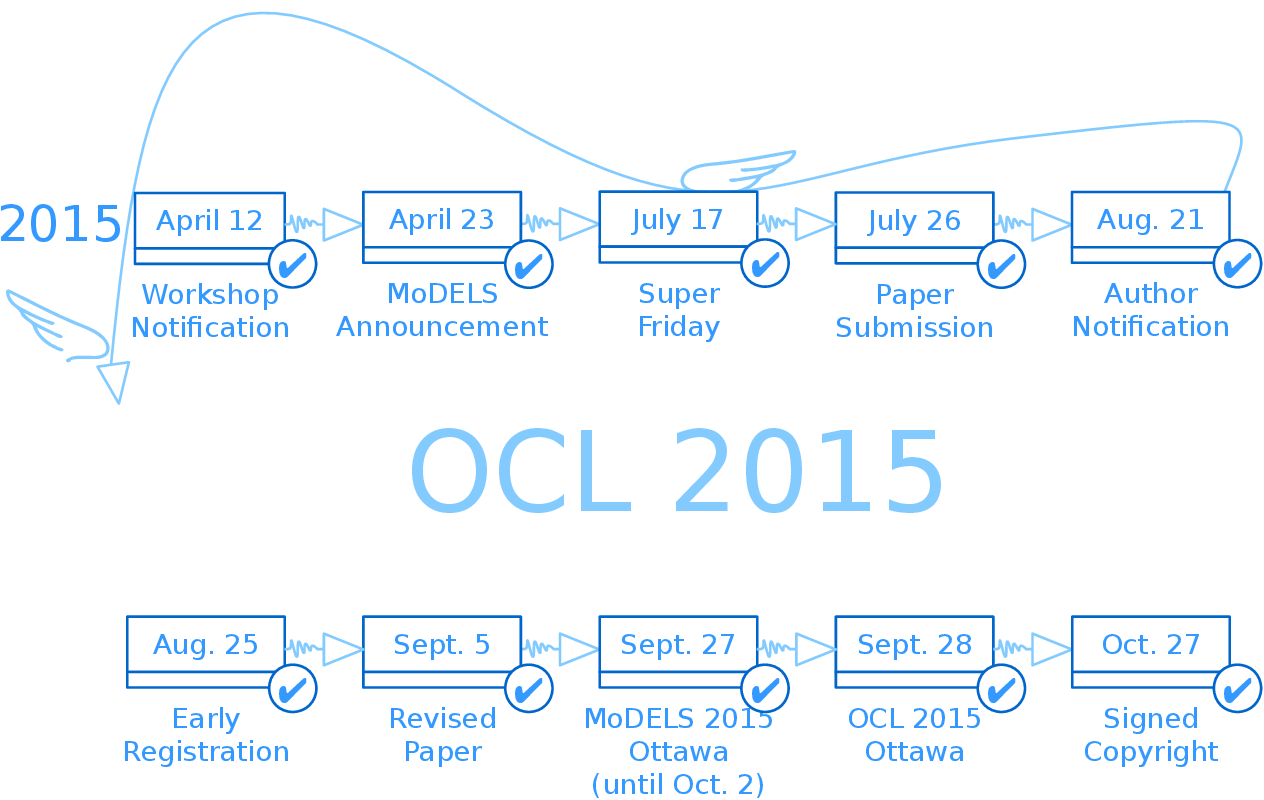 2015
April 12
April 23
July 17
July 26
Aug. 21
Workshop
Notification
MoDELS
Announcement
Super
Friday
Paper
Submission
Author
Notification
OCL 2015
Aug. 25
Sept. 5
Sept. 27
Sept. 28
Oct. 27
Early
Registration
Revised
Paper
MoDELS 2015
Ottawa
(until Oct. 2)
OCL 2015
Ottawa
Signed
Copyright